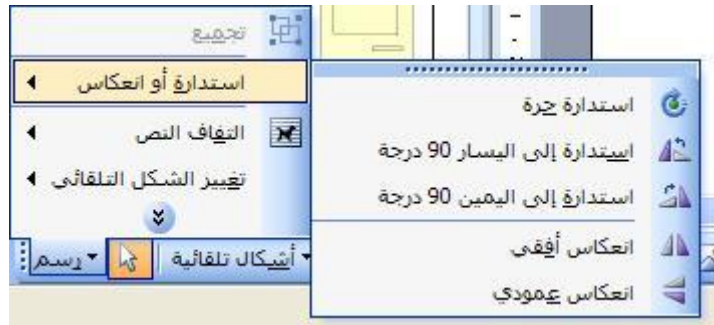 تجميع
استدارة أو انعكاس
التفاف النص
تغيير الشكل التلقائي
رسم
أشكال تلقائية
استدارة حرة
استدارة إلى اليسار 90 درجة
استدارة إلى اليمين 90 درجة
انعكاس أفقي
انعكاس عمودي